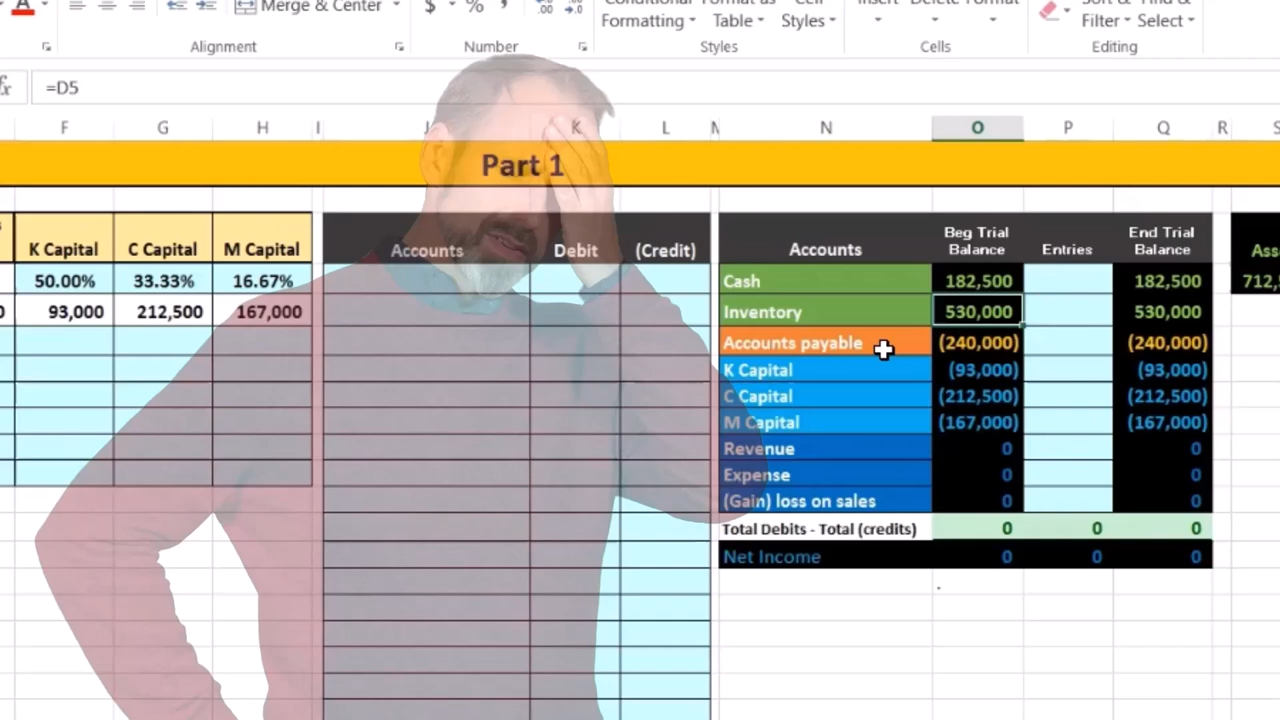 Merge & Center $ % , .00 .00
Conditional Format as Cell Insert Delete Format Sort & Find &
Formatting Table Styles Filter Select
Alignment Number Styles Cells Editing
fx =D5
F G H I J K L M N O P Q R S
Part 1
K Capital C Capital M Capital Accounts Debit (Credit) Accounts Beg Trial Balance Entries End Trial Balance
50.00% 33.33% 16.67% Cash 182,500 182,500
93,000 212,500 167,000 Inventory 530,000 530,000
Accounts payable (240,000) (240,000)
K Capital (93,000) (93,000)
C Capital (212,500) (212,500)
M Capital (167,000) (167,000)
Revenue 0 0
Expense 0 0
(Gain) loss on sales 0 0
Total Debits - Total (credits) 0 0 0
Net Income 0 0 0